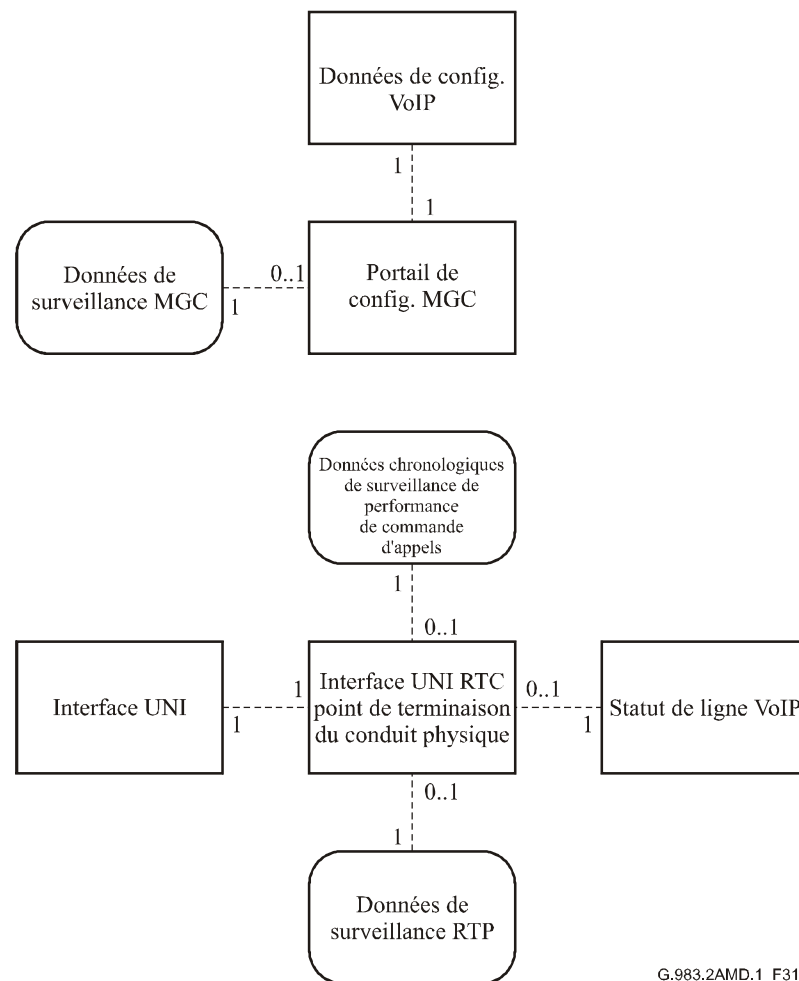 Données de config.
VoIP
1
1
Données de
surveillance MGC
1
0..1
Portail de
config. MGC
Données chronologiques
de surveillance de
performance
de commande
d'appels
1
0..1
Interface UNI
1
1
Interface UNI RTC
point de terminaison
du conduit physique
0..1
1
Statut de ligne VoIP
0..1
1
Données de
surveillance RTP
G.983.2AMD.1_F31